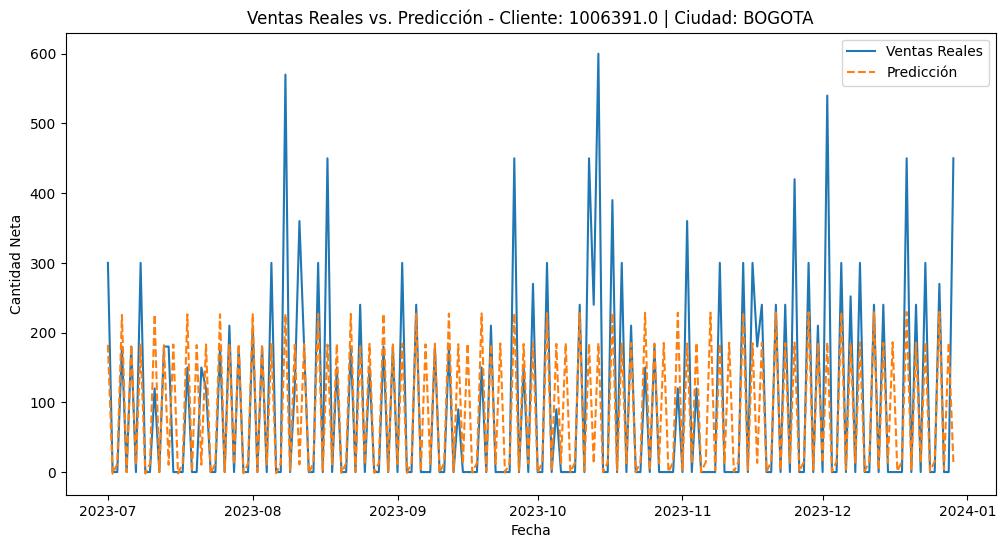 Ventas Reales vs. Predicción - Cliente: 1006391.0 | Ciudad: BOGOTA
Ventas Reales
Predicción
Cantidad Neta
600
500
400
300
200
100
0
2023-07
2023-08
2023-09
2023-10
2023-11
2023-12
2024-01
Fecha